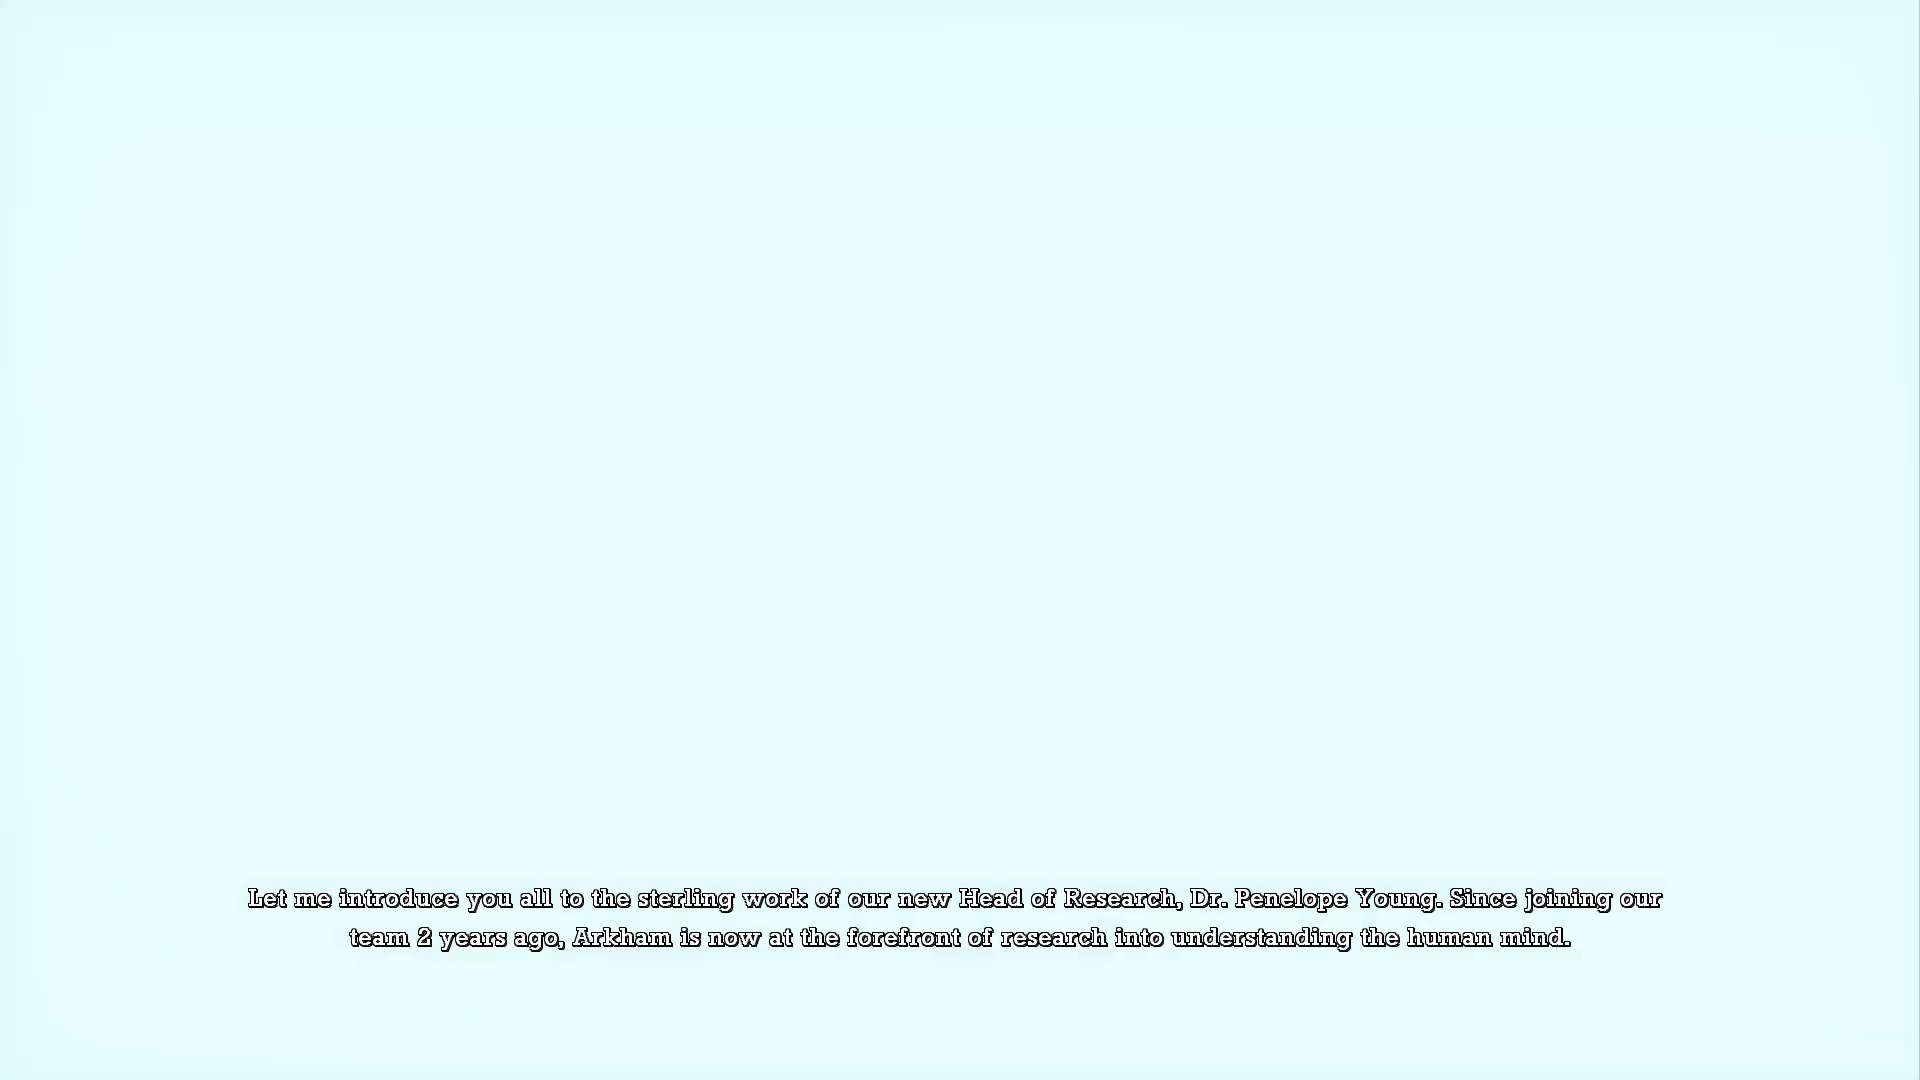 Let me introduce you all to the sterling work of our new Head of Research, Dr. Penelope Young. Since joining our
team 2 years ago, Arkham is now at the forefront of research into understanding the human mind.